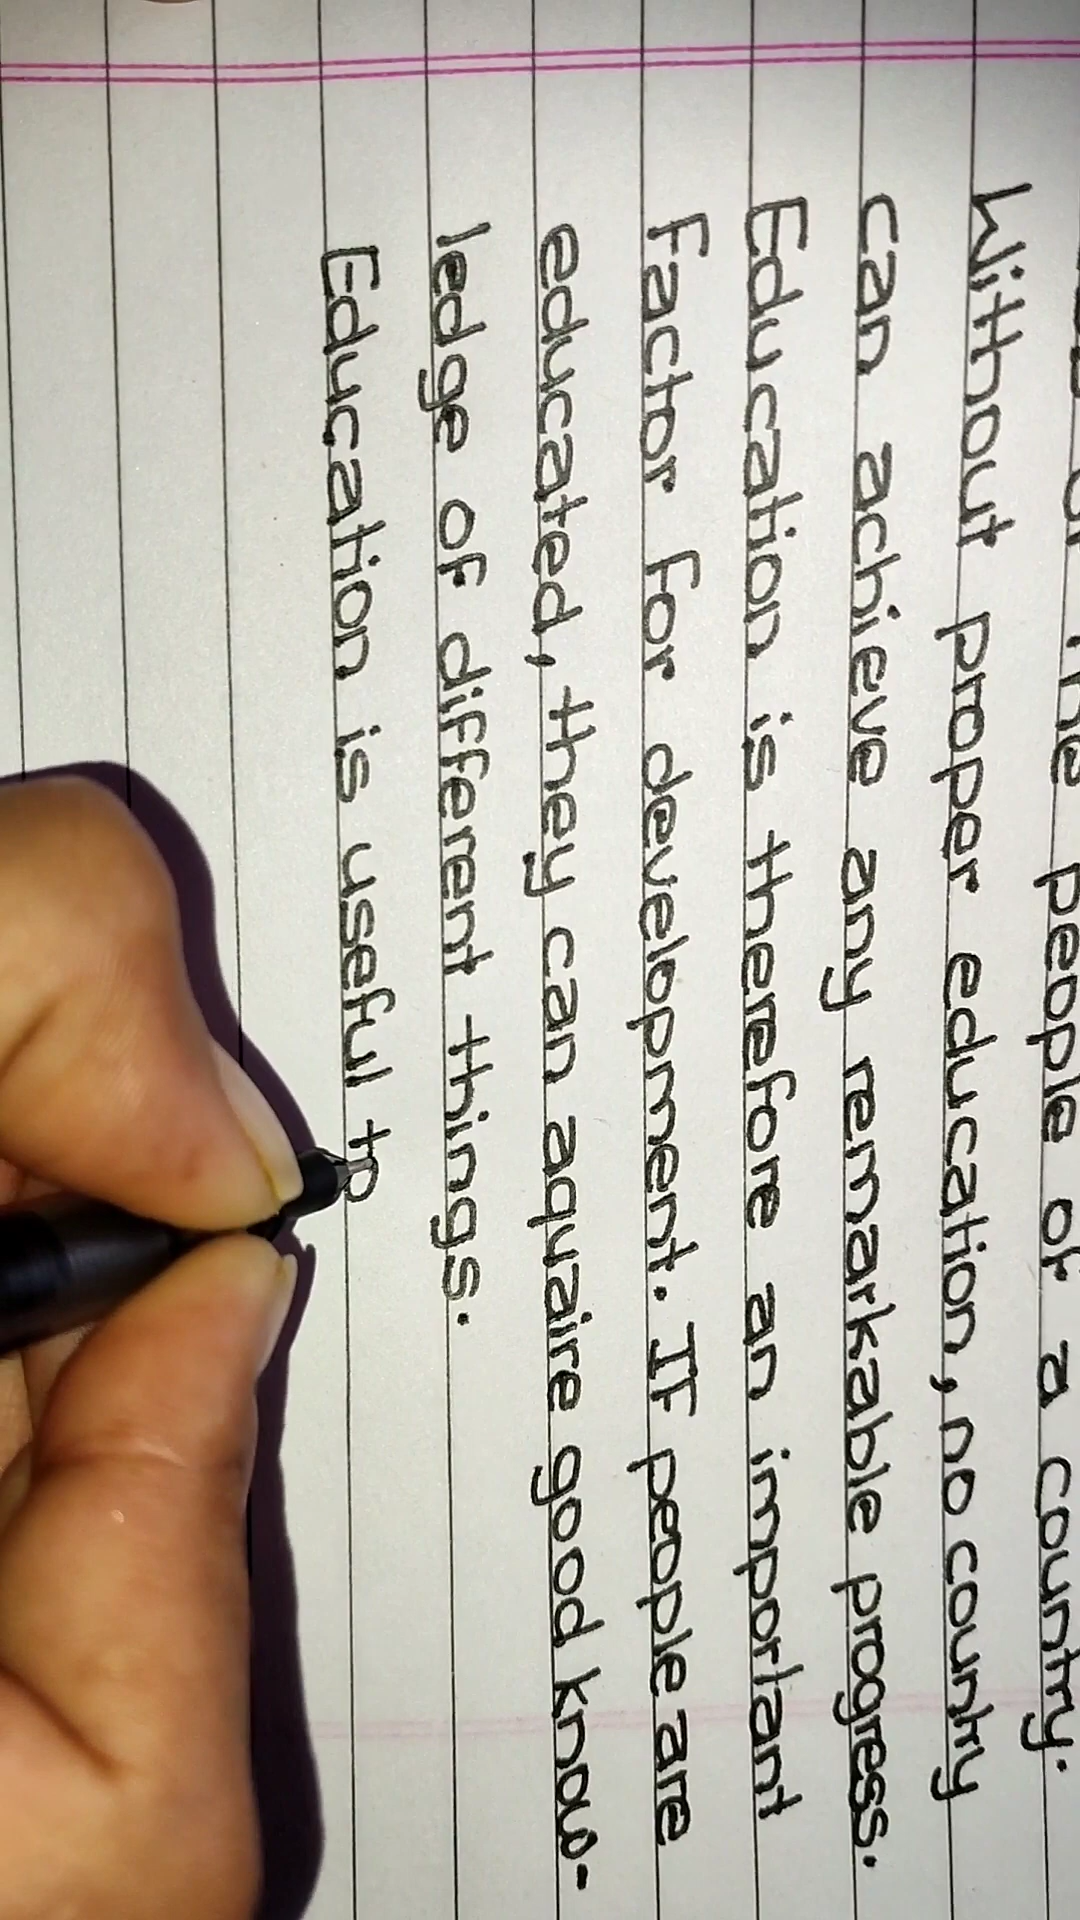 the people of a country.
Without proper education, no country
can achieve any remarkable progress.
Education is therefore an important
Factor for development. If people are
educated, they can aquaire good know-
ledge of different things.
Education is useful to